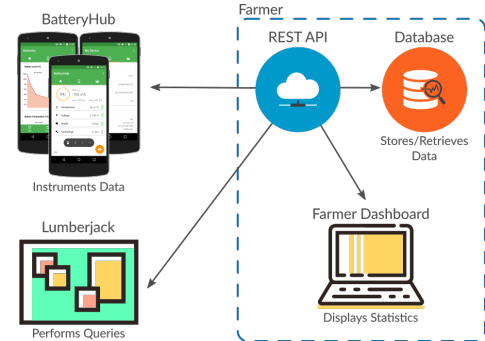 BatteryHub
Instruments Data
Lumberjack
Performs Queries
Farmer
REST API
Database
Stores/Retrieves
Data
Farmer Dashboard
Displays Statistics